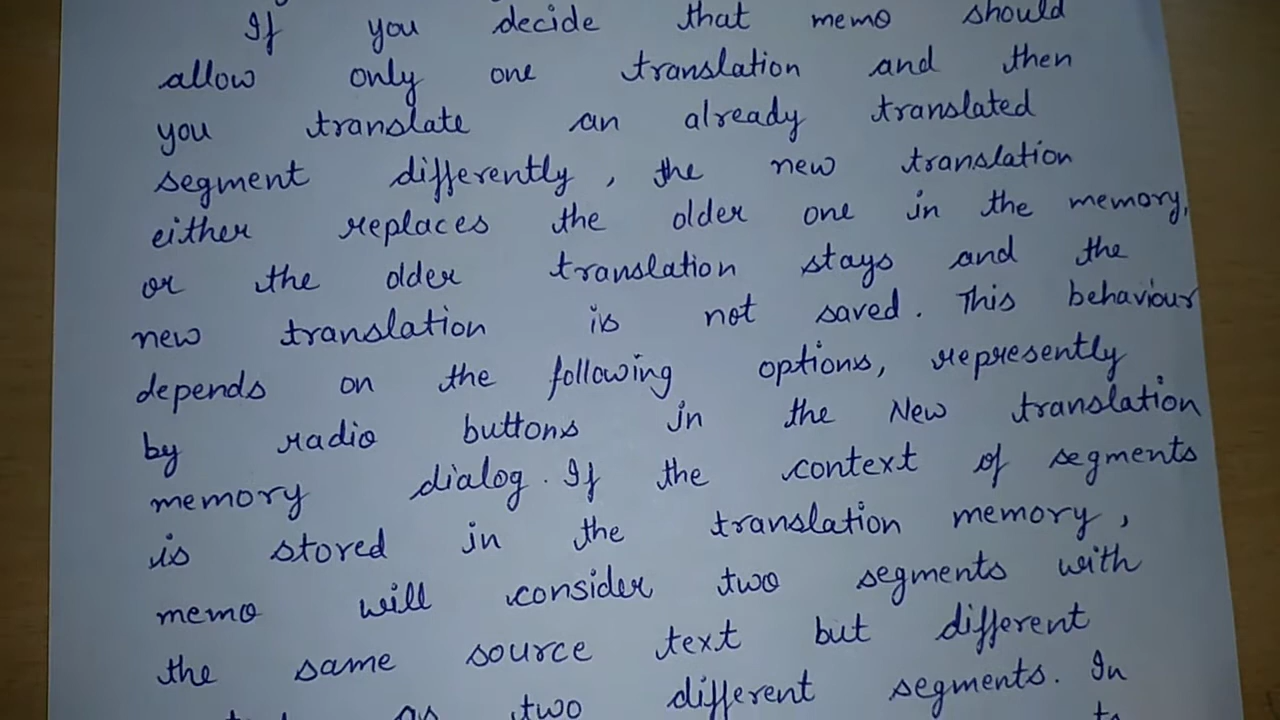 If you decide that memo should
allow only one translation and then
you translate an already translated
segment differently, the new translation
either replaces the older one in the memory,
or the older translation stays and the
new translation is not saved. This behaviour
depends on the following options, represently
by radio buttons in the New translation
memory dialog. If the context of segments
is stored in the translation memory,
memo will consider two segments with
the same source text but different
as two different segments. In